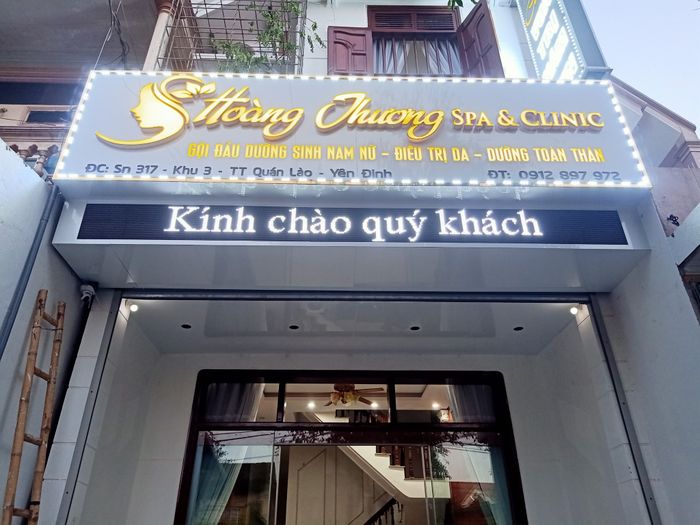 Hoàng Thương SPA & CLINIC
GỘI ĐẦU DƯỠNG SINH NAM NỮ - ĐIỀU TRỊ DA - DƯỠNG TOÀN THÂN
ĐC: Sn 317 - Khu 3 - TT Quán Lào - Yên Định ĐT: 0912 897 972
Kính chào quý khách